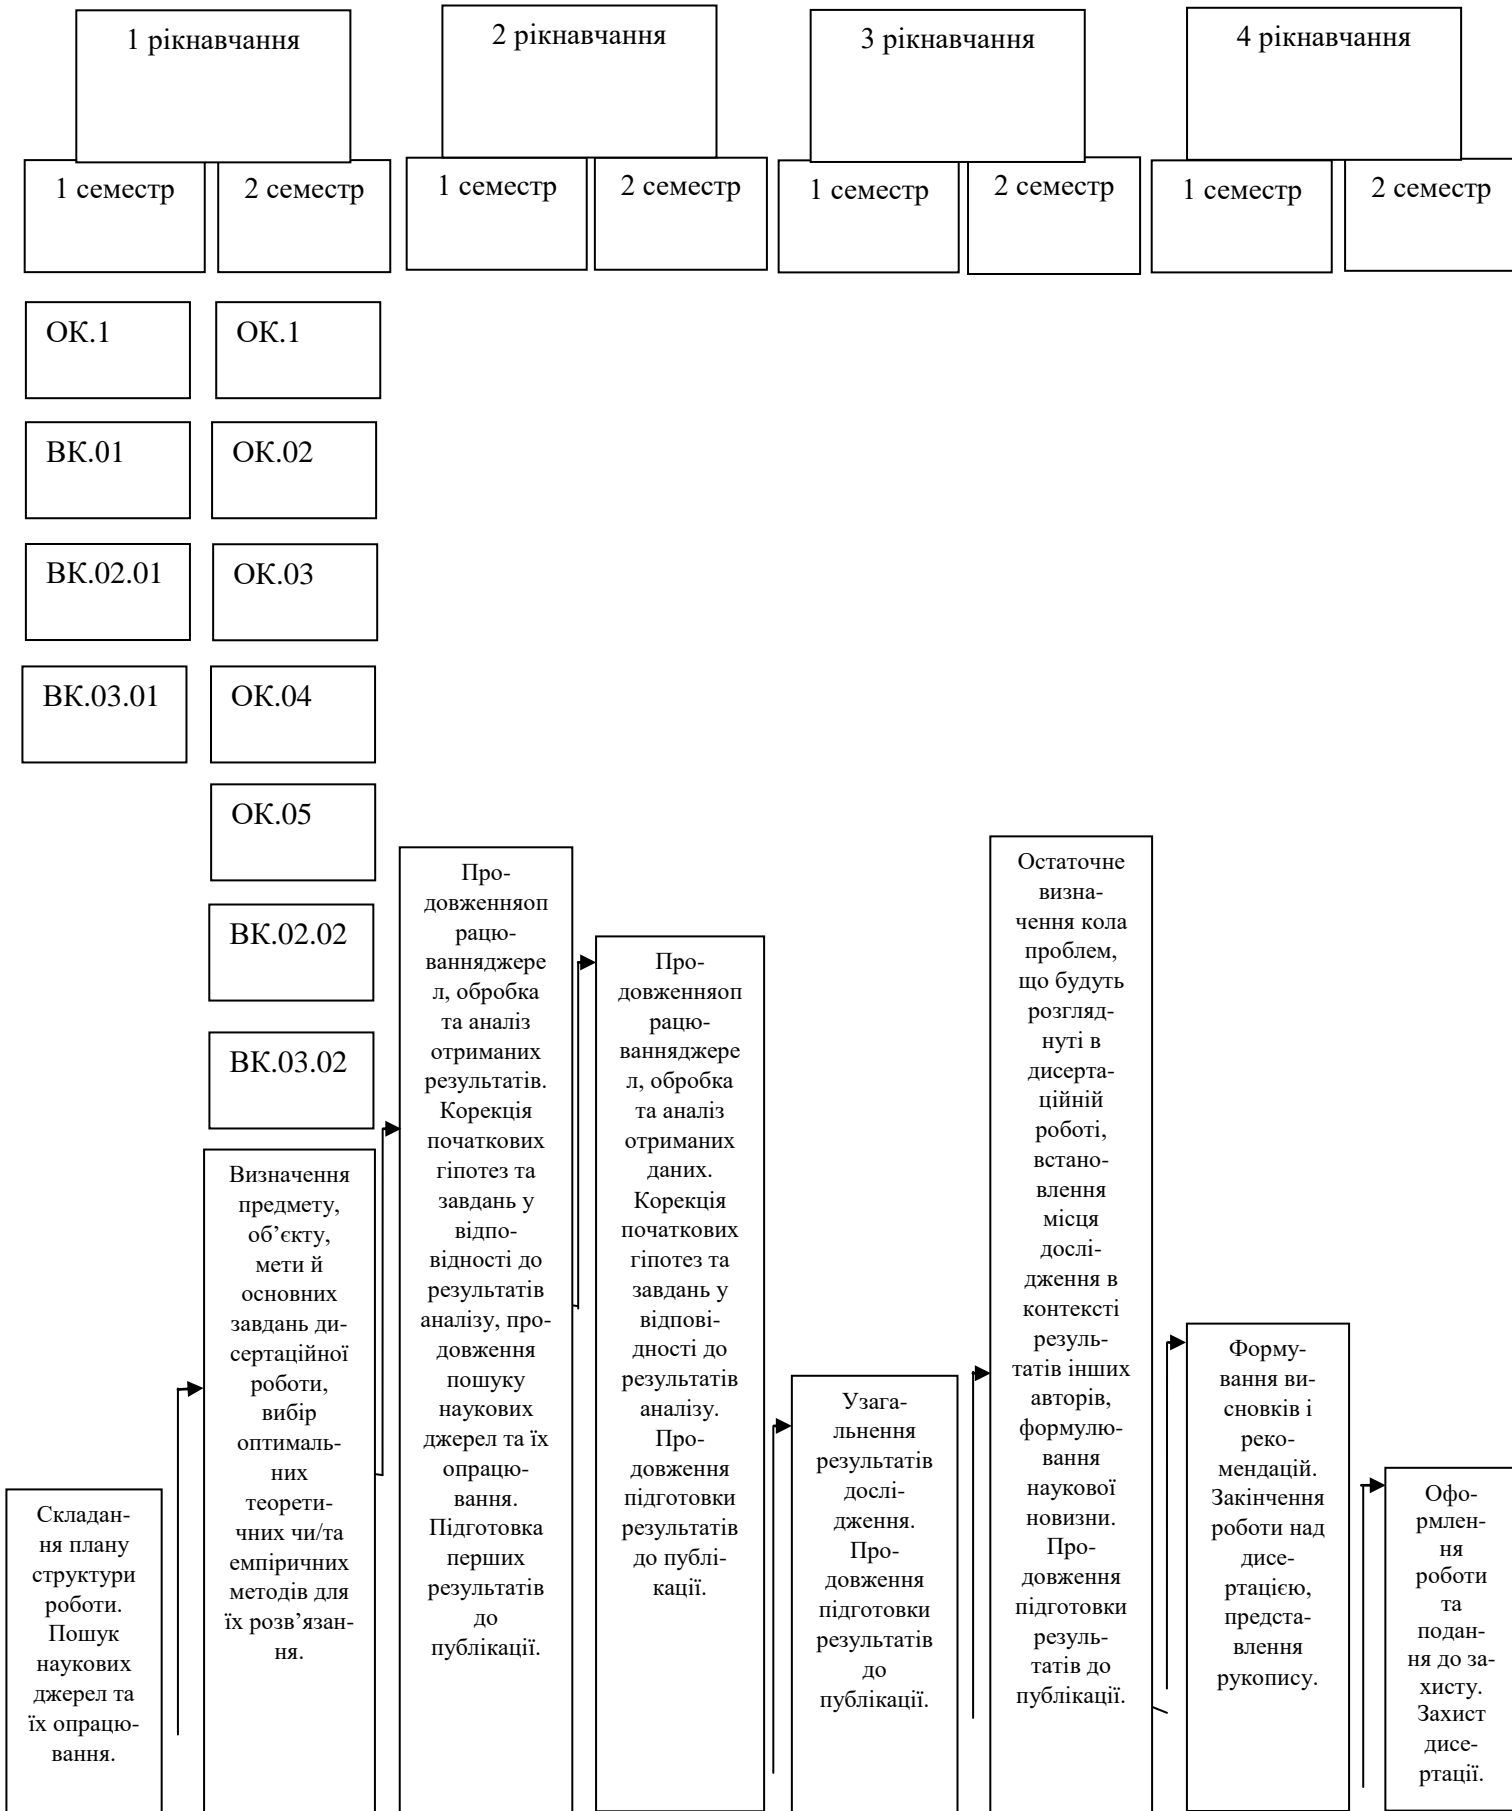 1 рікнавчання
2 рікнавчання
3 рікнавчання
4 рікнавчання
1 семестр
2 семестр
1 семестр
2 семестр
1 семестр
2 семестр
1 семестр
2 семестр
ОК.1
ОК.1
ВК.01
ОК.02
ВК.02.01
ОК.03
ВК.03.01
ОК.04
ОК.05
ВК.02.02
ВК.03.02
Складан-
ня плану
структури
роботи.
Пошук
наукових
джерел та
їх опрацю-
вання.
Визначення
предмету,
об’єкту,
мети й
основних
завдань ди-
сертаційної
роботи,
вибір
оптималь-
них
теорети-
чних чи/та
емпіричних
методів для
їх розв’язан-
ня.
Про-
довженняоп
рацю-
ванняджере
л, обробка
та аналіз
отриманих
результатів.
Корекція
початкових
гіпотез та
завдань у
відпо-
відності до
результатів
аналізу, про-
довження
пошуку
наукових
джерел та їх
опрацю-
вання.
Підготовка
перших
результатів
до
публікації.
Про-
довженняоп
рацю-
ванняджере
л, обробка
та аналіз
отриманих
даних.
Корекція
початкових
гіпотез та
завдань у
відпові-
дності до
результатів
аналізу.
Про-
довження
підготовки
результатів
до публі-
кації.
Узага-
льнення
результатів
дослі-
дження.
Про-
довження
підготовки
результатів
до
публікації.
Остаточне
визна-
чення кола
проблем,
що будуть
розгляд-
нуті в
дисерта-
ційній
роботі,
встано-
влення
місця
дослі-
дження в
контексті
резуль-
татів інших
авторів,
формулю-
вання
наукової
новизни.
Про-
довження
підготовки
резуль-
татів до
публікації.
Форму-
вання ви-
сновків і
реко-
мендацій.
Закінчення
роботи над
дисе-
ртацією,
предста-
влення
рукопису.
Офо-
рмлен-
ня
роботи
та
подан-
ня до за-
хисту.
Захист
дисе-
ртації.